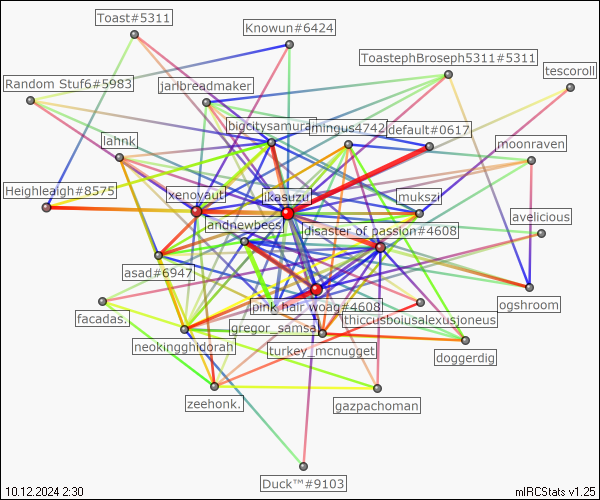 Toast#5311
Knowun#6424
ToastephBroseph5311#5311
tescoroll
Random Stuf6#5983
jarlbreadmaker
bigcitysamurai
mingus4742
default#0617
lahnk
moonraven
Heighleaigh#8575
xenoyaut
jkasuzu
mukszi
avelicious
andnewbees
disaster of passion#4608
asad#6947
ogshroom
facadas.
pink hair woag#4608
thiccusboiusalexusjoneus
gregor_samsa
neokingghidorah
turkey_mcnugget
doggerdig
zeehonk.
gazpachoman
Duck™#9103
10.12.2024 2:30
mIRCStats v1.25